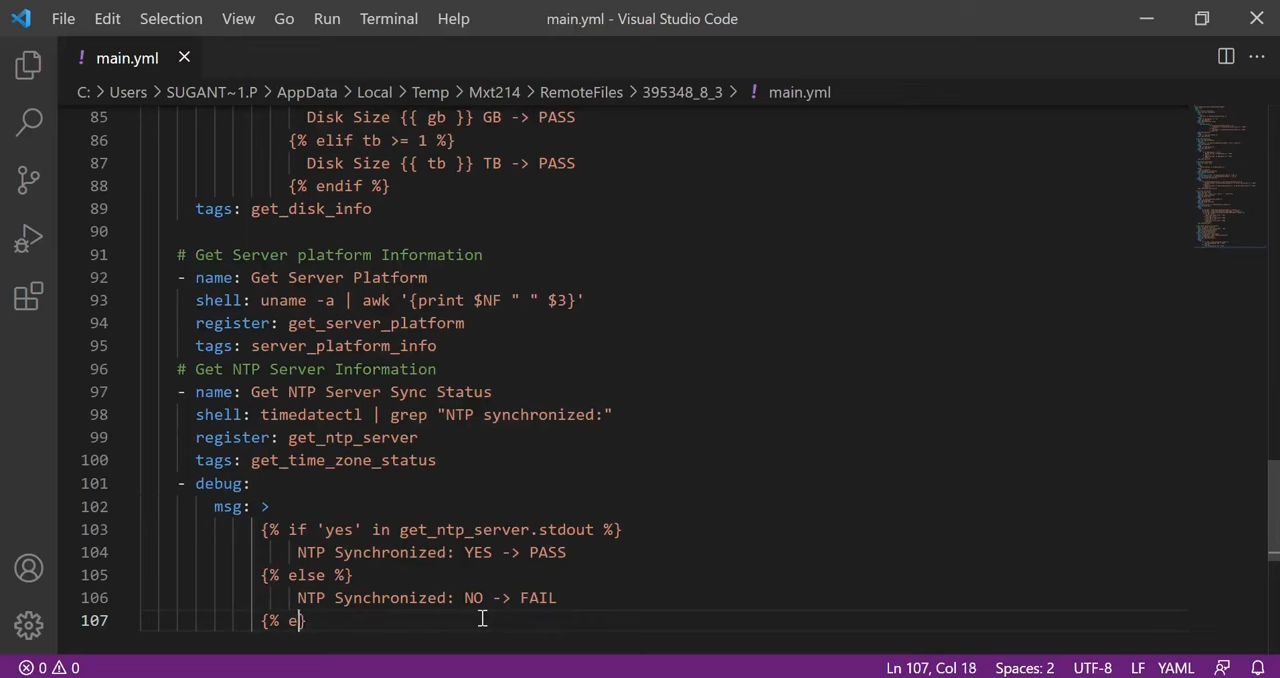 File Edit Selection View Go Run Terminal Help main.yml - Visual Studio Code
! main.yml
C: > Users > SUGANT~1.P > AppData > Local > Temp > Mxt214 > RemoteFiles > 395348_8_3 > ! main.yml
85 Disk Size {{ gb }} GB -> PASS
86 {% elif tb >= 1 %}
87 Disk Size {{ tb }} TB -> PASS
88 {% endif %}
89 tags: get_disk_info
90
91 # Get Server platform Information
92 - name: Get Server Platform
93 shell: uname -a | awk '{print $NF " " $3}'
94 register: get_server_platform
95 tags: server_platform_info
96 # Get NTP Server Information
97 - name: Get NTP Server Sync Status
98 shell: timedatectl | grep "NTP synchronized:"
99 register: get_ntp_server
100 tags: get_time_zone_status
101 - debug:
102 msg: >
103 {% if 'yes' in get_ntp_server.stdout %}
104 NTP Synchronized: YES -> PASS
105 {% else %}
106 NTP Synchronized: NO -> FAIL
107 {% e}
0 0 Ln 107, Col 18 Spaces: 2 UTF-8 LF YAML